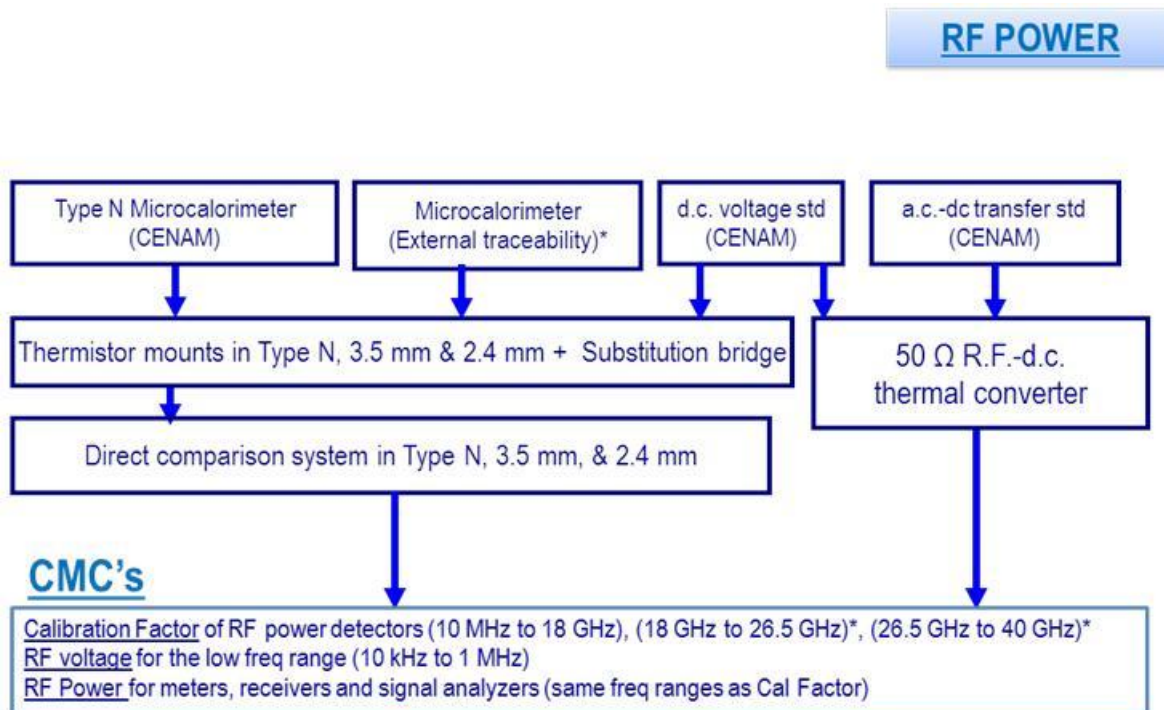 RF POWER
Type N Microcalorimeter
(CENAM)
Microcalorimeter
(External traceability)*
d.c. voltage std
(CENAM)
a.c.-dc transfer std
(CENAM)
Thermistor mounts in Type N, 3.5 mm & 2.4 mm + Substitution bridge
50 Ω R.F.-d.c.
thermal converter
Direct comparison system in Type N, 3.5 mm, & 2.4 mm
CMC's
Calibration Factor of RF power detectors (10 MHz to 18 GHz), (18 GHz to 26.5 GHz)*, (26.5 GHz to 40 GHz)*
RF voltage for the low freq range (10 kHz to 1 MHz)
RF Power for meters, receivers and signal analyzers (same freq ranges as Cal Factor)